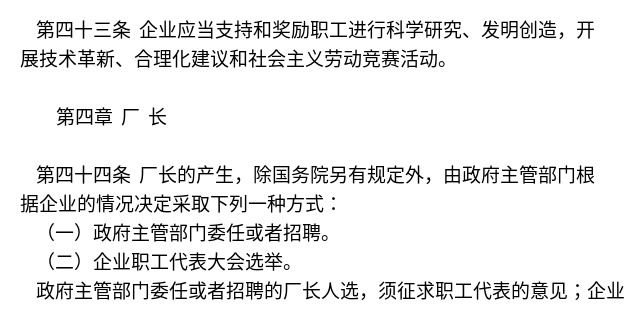 第四十三条 企业应当支持和奖励职工进行科学研究、发明创造，开
展技术革新、合理化建议和社会主义劳动竞赛活动。
第四章 厂 长
第四十四条 厂长的产生，除国务院另有规定外，由政府主管部门根
据企业的情况决定采取下列一种方式：
（一）政府主管部门委任或者招聘。
（二）企业职工代表大会选举。
政府主管部门委任或者招聘的厂长人选，须征求职工代表的意见；企业